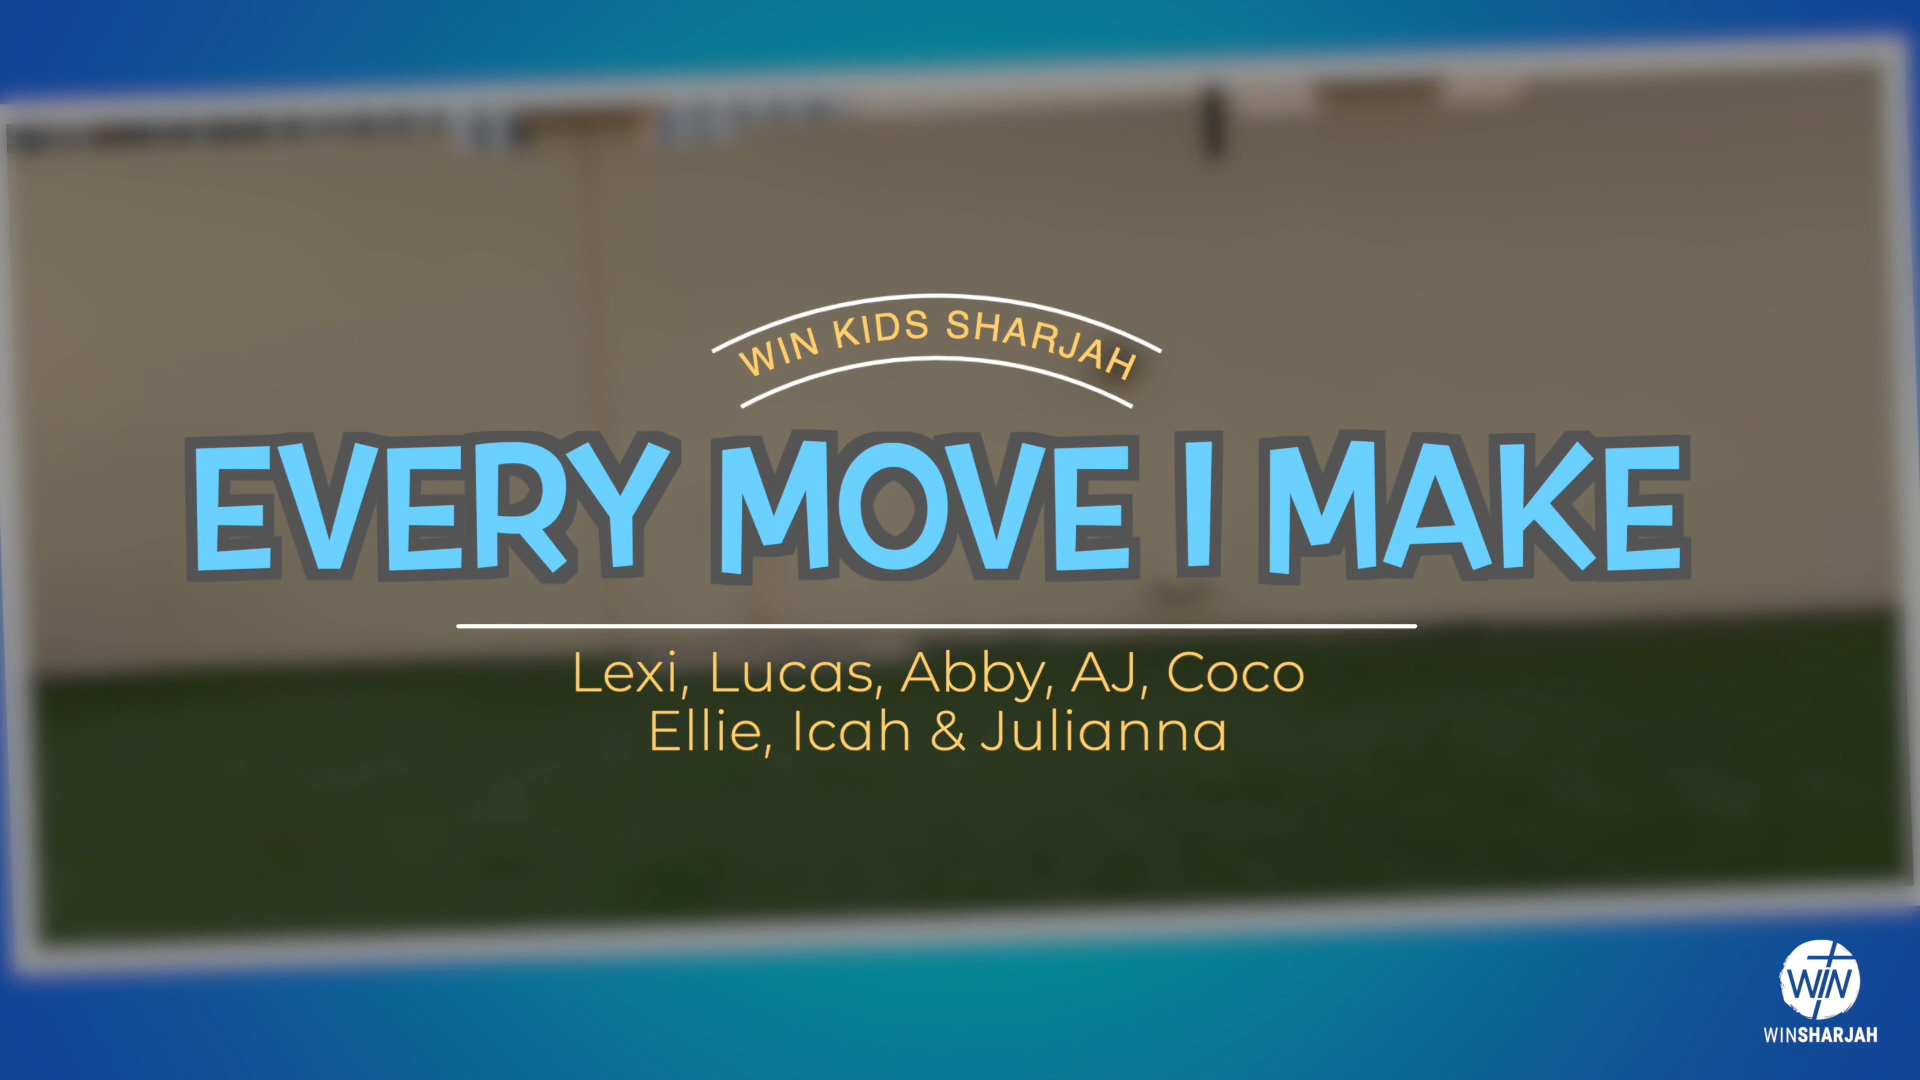 WIN KIDS SHARJAH
EVERY MOVE I MAKE
Lexi, Lucas, Abby, AJ, Coco
Ellie, Icah & Julianna
WIN
WINSHARJAH